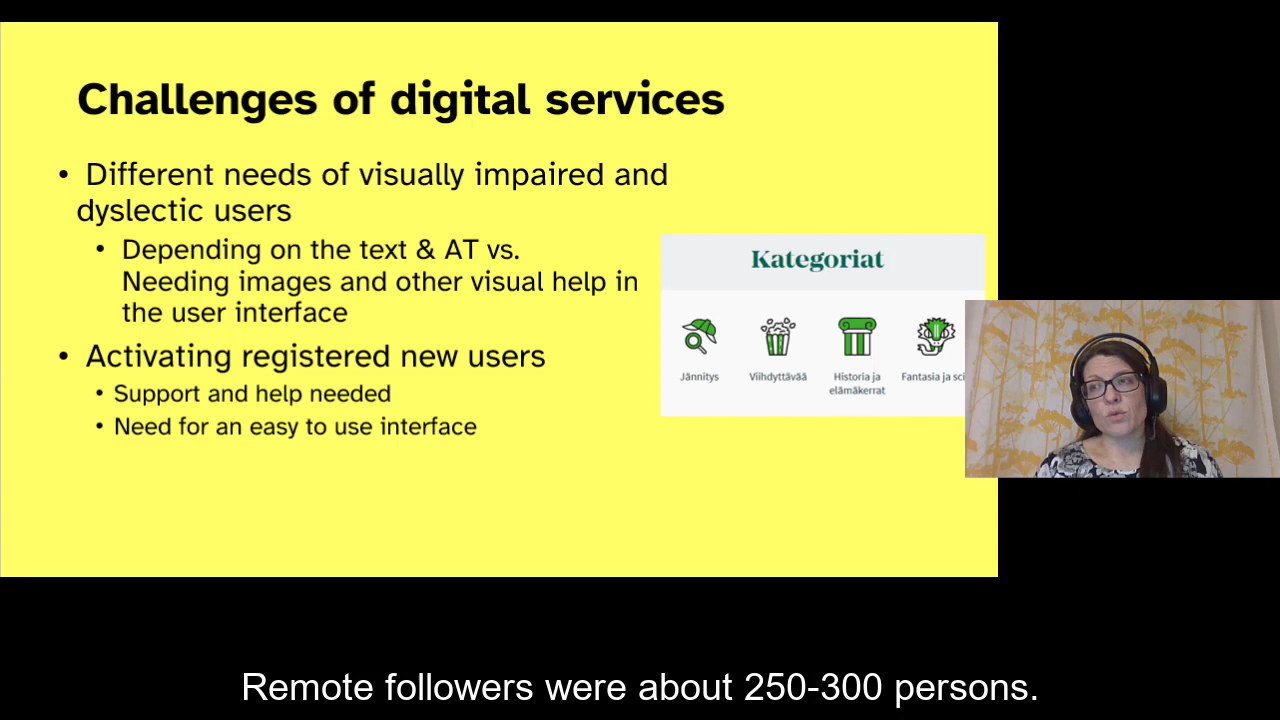 Challenges of digital services
• Different needs of visually impaired and
dyslectic users
• Depending on the text & AT vs.
Needing images and other visual help in
the user interface
• Activating registered new users
• Support and help needed
• Need for an easy to use interface
Kategoriat
Jännitys
Viihdyttävää
Historia ja
elämäkerrat
Fantasia ja sci
Remote followers were about 250-300 persons.